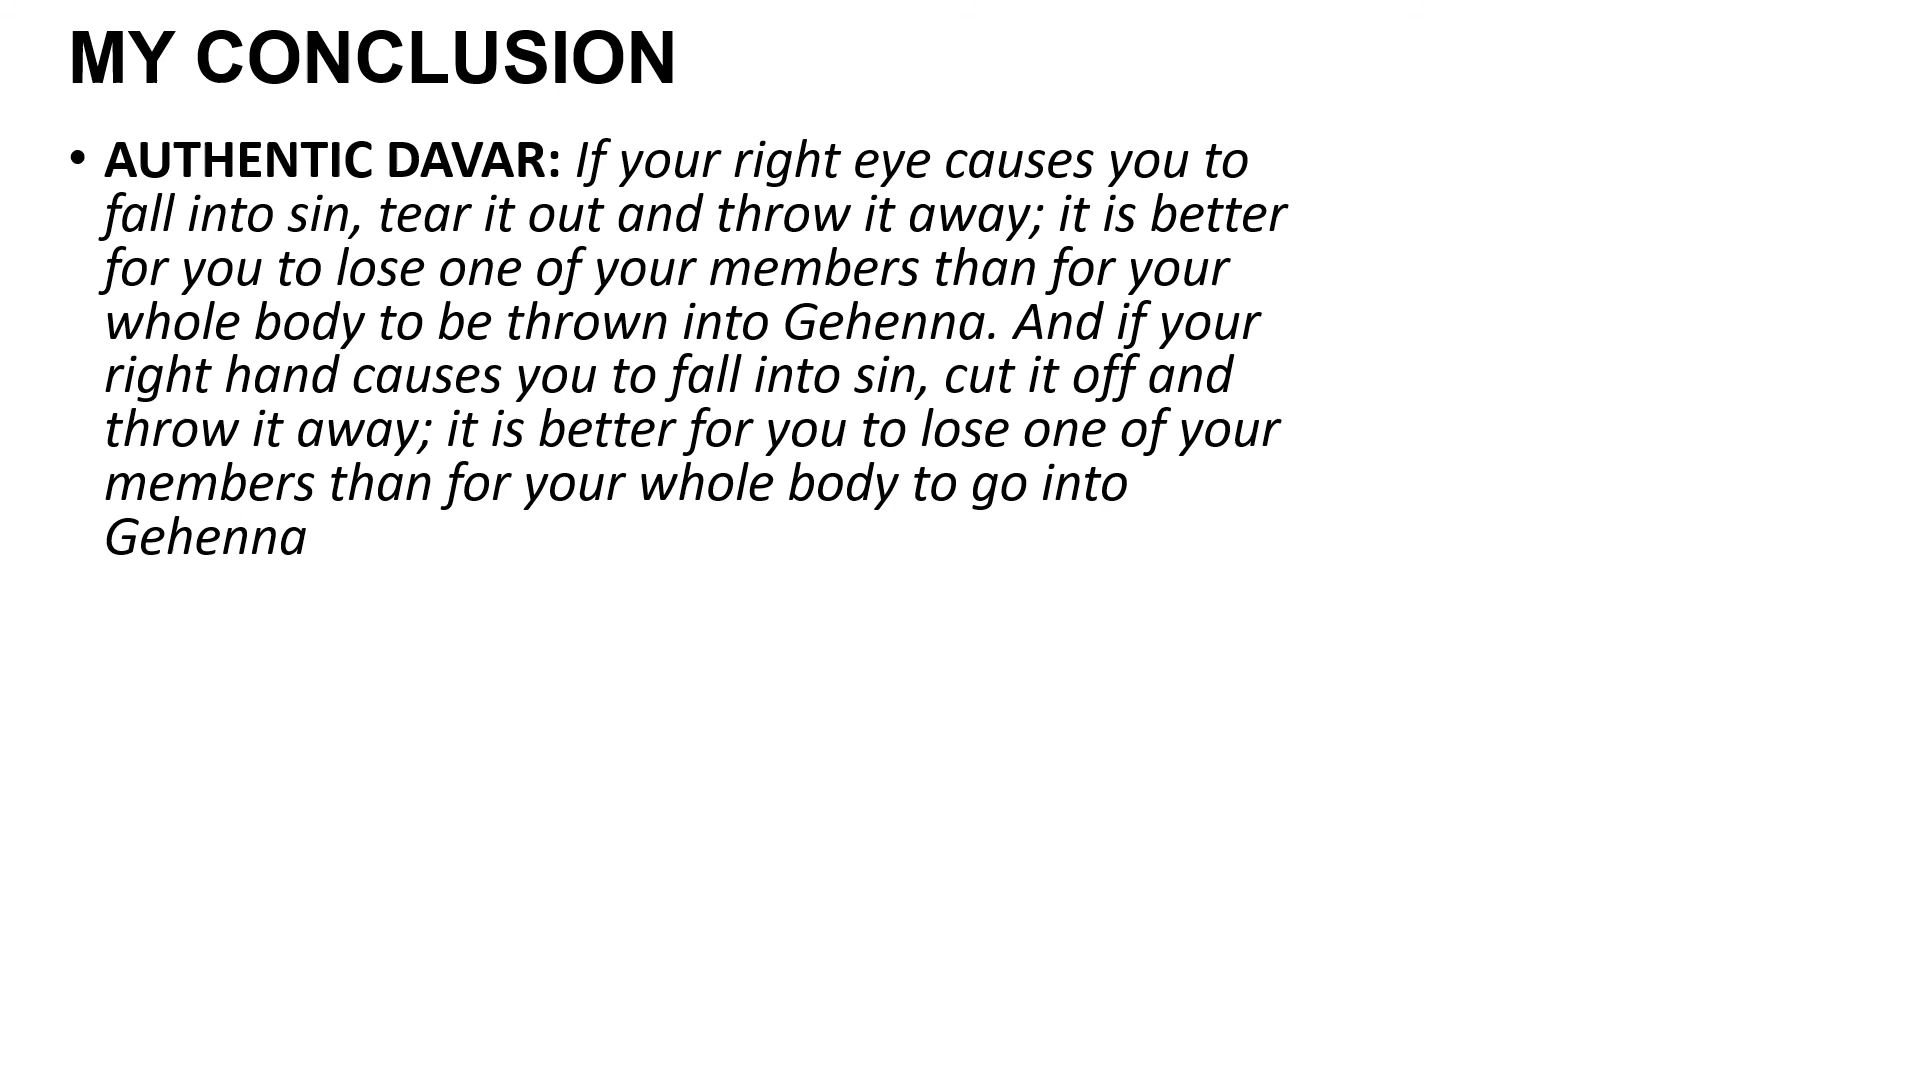 MY CONCLUSION
• AUTHENTIC DAVAR: If your right eye causes you to
fall into sin, tear it out and throw it away; it is better
for you to lose one of your members than for your
whole body to be thrown into Gehenna. And if your
right hand causes you to fall into sin, cut it off and
throw it away; it is better for you to lose one of your
members than for your whole body to go into
Gehenna